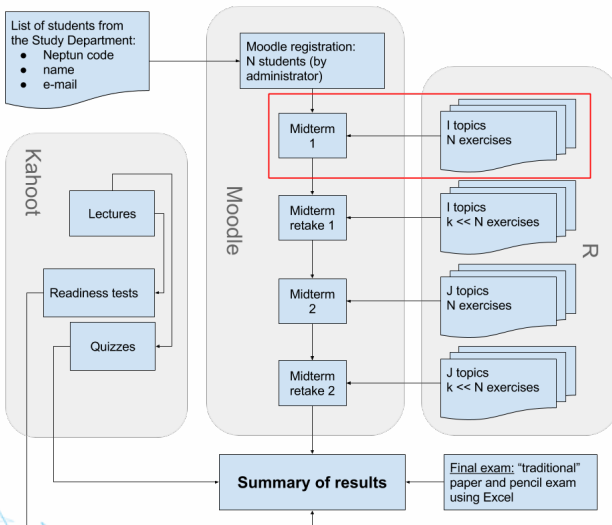 List of students from
the Study Department:
● Neptun code
● name
● e-mail
Moodle registration:
N students (by
administrator)
Midterm
1
I topics
N exercises
Kahoot
Moodle
R
Lectures
Midterm
retake 1
I topics
k << N exercises
Readiness tests
Midterm
2
J topics
N exercises
Quizzes
Midterm
retake 2
J topics
k << N exercises
Summary of results
Final exam: “traditional”
paper and pencil exam
using Excel